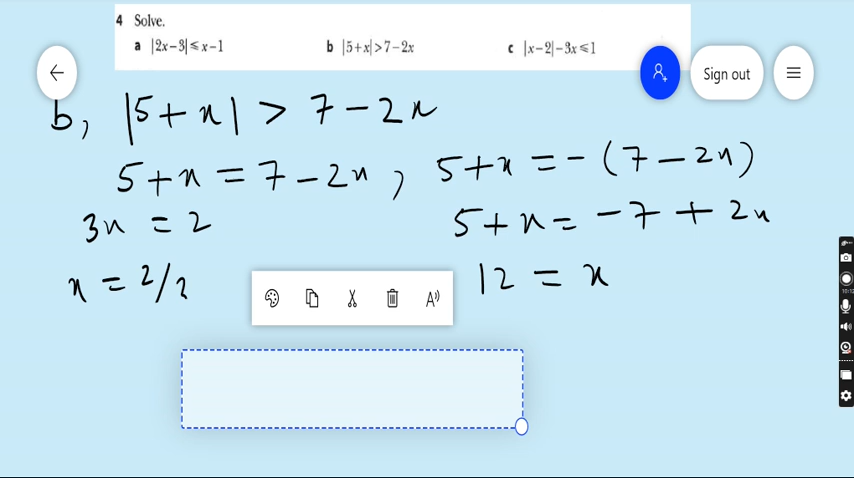 4 Solve.
a |2x−3|⩽x−1 b |5+x|>7−2x c |x−2|−3x⩽1
Sign out
b, |5+x| > 7−2x
5+x = 7−2x , 5+x = −(7−2x)
3x = 2 5+x = −7+2x
x = 2/3 12 = x
A